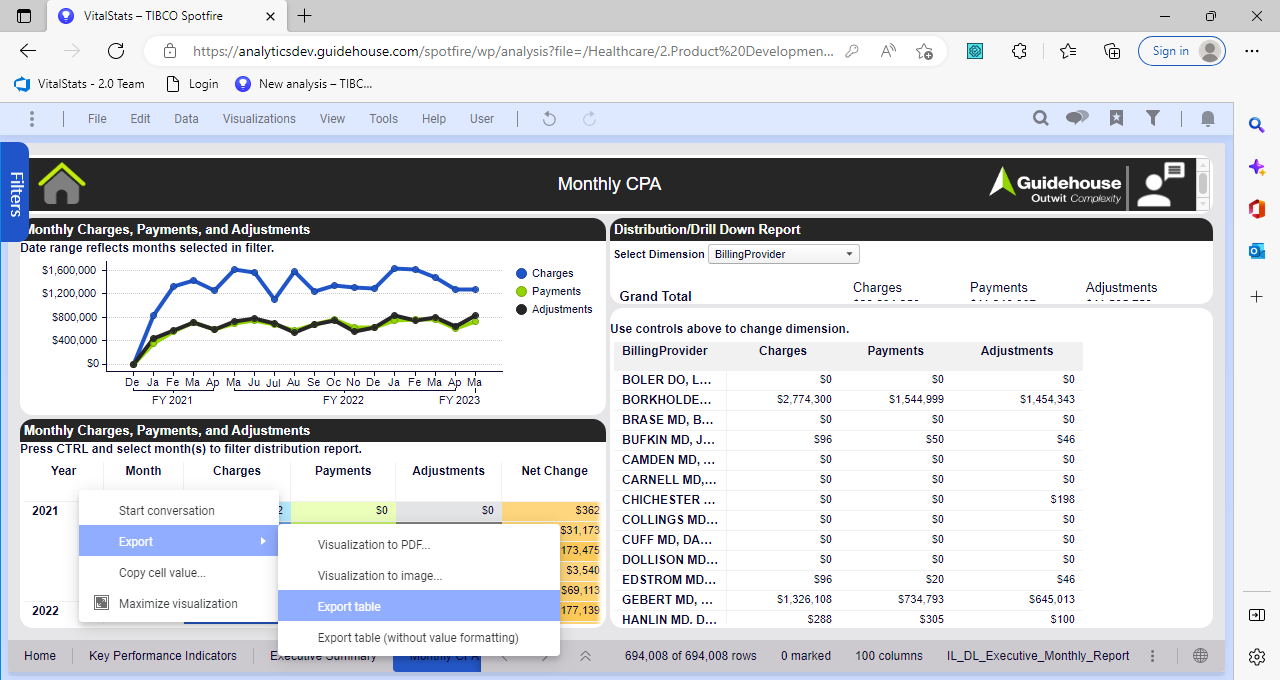 VitalStats – TIBCO Spotfire
https://analyticsdev.guidehouse.com/spotfire/wp/analysis?file=/Healthcare/2.Product%20Developmen...
Sign in
VitalStats - 2.0 Team
Login
New analysis – TIBC...
File Edit Data Visualizations View Tools Help User
Filters
Monthly CPA
Guidehouse
Outwit Complexity
Monthly Charges, Payments, and Adjustments
Date range reflects months selected in filter.
$1,600,000
$1,200,000
$800,000
$400,000
$0
De Ja Fe Ma Ap Ma Ju Jul Au Se Oc No De Ja Fe Ma Ap Ma
FY 2021 FY 2022 FY 2023
Charges
Payments
Adjustments
Distribution/Drill Down Report
Select Dimension BillingProvider
Charges Payments Adjustments
Grand Total
Use controls above to change dimension.
BillingProvider Charges Payments Adjustments
BOLER DO, L... $0 $0 $0
BORKHOLDE... $2,774,300 $1,544,999 $1,454,343
BRASE MD, B... $0 $0 $0
BUFKIN MD, J... $96 $50 $46
CAMDEN MD, ... $0 $0 $0
CARNELL MD,... $0 $0 $0
CHICHESTER ... $0 $0 $198
COLLINGS MD... $0 $0 $0
CUFF MD, DA... $0 $0 $0
DOLLISON MD... $0 $0 $0
EDSTROM MD... $96 $20 $46
GEBERT MD, ... $1,326,108 $734,793 $645,013
HANLIN MD. D... $288 $305 $100
Monthly Charges, Payments, and Adjustments
Press CTRL and select month(s) to filter distribution report.
Year Month Charges Payments Adjustments Net Change
2021 $0 $0 $362
$31,173
173,475
$3,540
$69,113
2022 177,139
Start conversation
Export
Copy cell value...
Maximize visualization
Visualization to PDF...
Visualization to image...
Export table
Export table (without value formatting)
Home Key Performance Indicators Executive Summary Monthly CPA
694,008 of 694,008 rows 0 marked 100 columns IL_DL_Executive_Monthly_Report